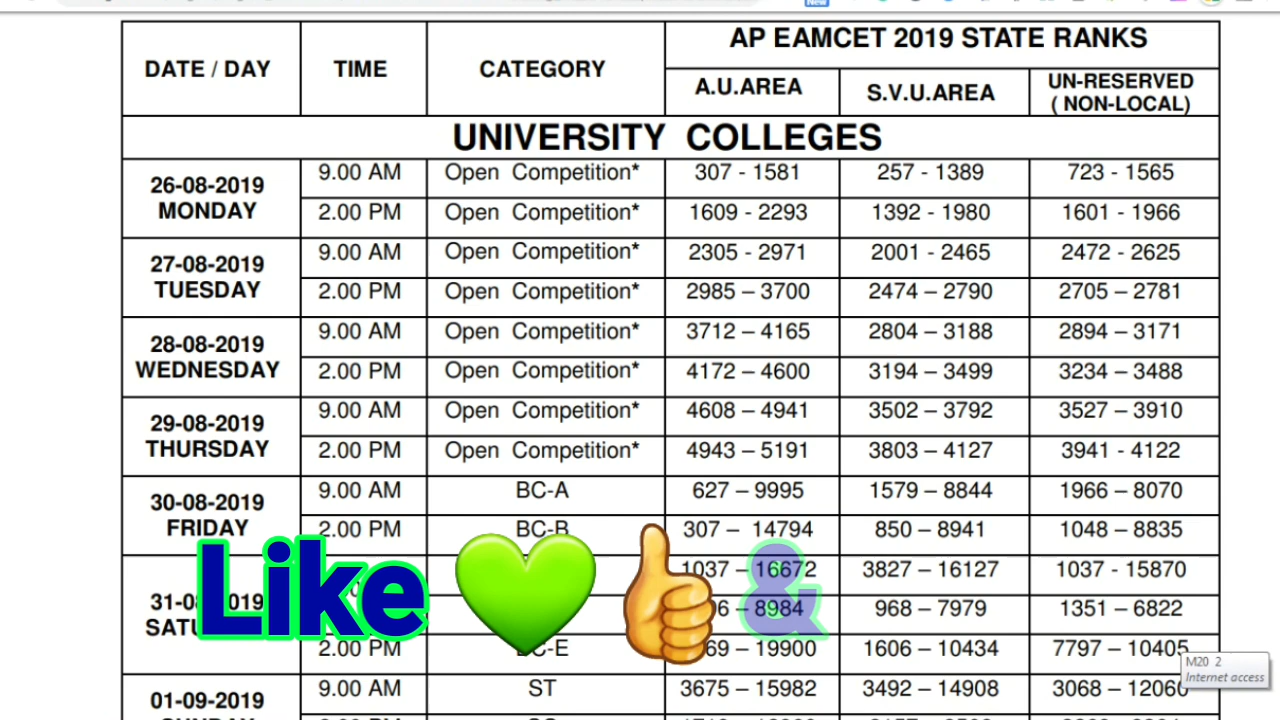 New
DATE / DAY TIME CATEGORY AP EAMCET 2019 STATE RANKS
A.U.AREA S.V.U.AREA UN-RESERVED ( NON-LOCAL)
UNIVERSITY COLLEGES
26-08-2019 MONDAY 9.00 AM Open Competition* 307 - 1581 257 - 1389 723 - 1565
2.00 PM Open Competition* 1609 - 2293 1392 - 1980 1601 - 1966
27-08-2019 TUESDAY 9.00 AM Open Competition* 2305 - 2971 2001 - 2465 2472 - 2625
2.00 PM Open Competition* 2985 – 3700 2474 – 2790 2705 – 2781
28-08-2019 WEDNESDAY 9.00 AM Open Competition* 3712 – 4165 2804 – 3188 2894 – 3171
2.00 PM Open Competition* 4172 – 4600 3194 – 3499 3234 – 3488
29-08-2019 THURSDAY 9.00 AM Open Competition* 4608 – 4941 3502 – 3792 3527 – 3910
2.00 PM Open Competition* 4943 – 5191 3803 – 4127 3941 - 4122
30-08-2019 FRIDAY 9.00 AM BC-A 627 – 9995 1579 – 8844 1966 – 8070
2.00 PM BC-B 307 – 14794 850 – 8941 1048 – 8835
1037 – 16672 3827 – 16127 1037 - 15870
– 8984 968 – 7979 1351 – 6822
2.00 PM – 19900 1606 – 10434 7797 – 10405
Like &
M20 2
Internet access
01-09-2019 9.00 AM ST 3675 – 15982 3492 – 14908 3068 – 12060